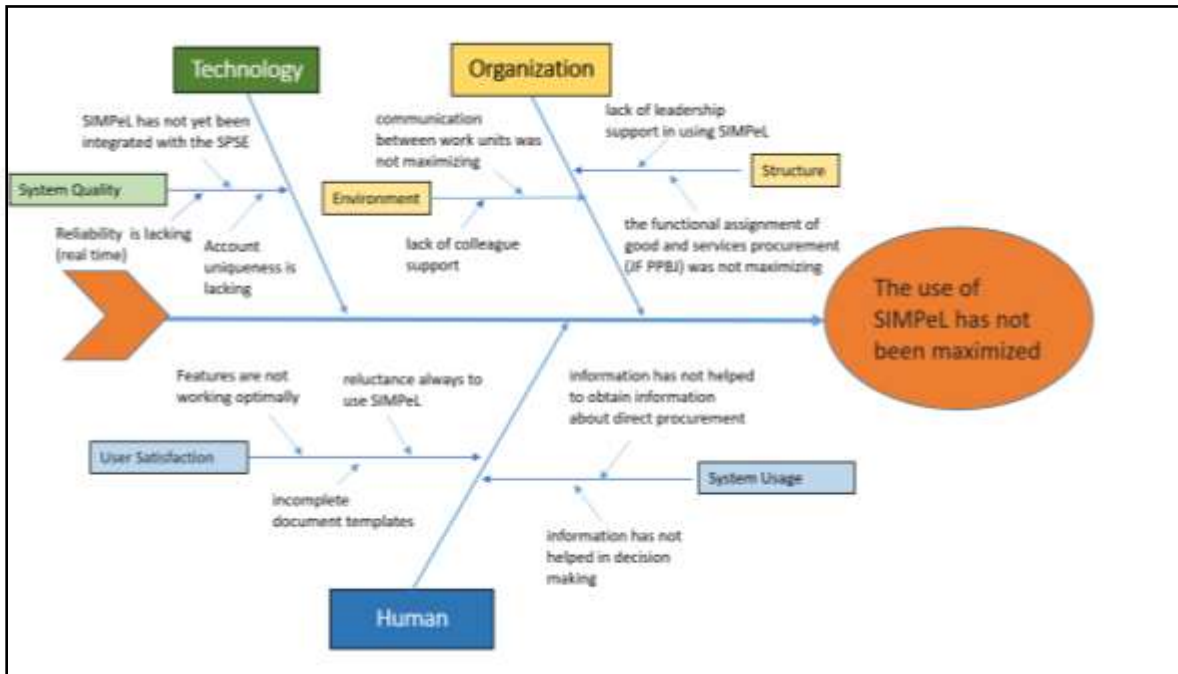 Technology
Organization
SIMPeL has not yet been
integrated with the SPSE
System Quality
Reliability is lacking
(real time)
Account
uniqueness is
lacking
communication
between work units was
not maximizing
Environment
lack of colleague
support
lack of leadership
support in using SIMPeL
Structure
the functional assignment of
good and services procurement
(JF PPBJ) was not maximizing
The use of
SIMPeL has not
been maximized
Features are not
working optimally
reluctance always to
use SIMPeL
User Satisfaction
incomplete
document templates
information has not helped
to obtain information
about direct procurement
System Usage
information has not
helped in decision
making
Human